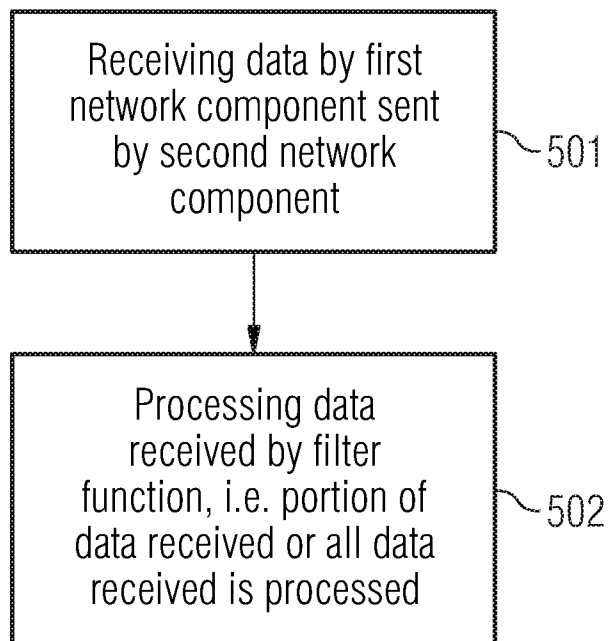 Receiving data by first
network component sent
by second network
component
501
Processing data
received by filter
function, i.e. portion of
data received or all data
received is processed
502